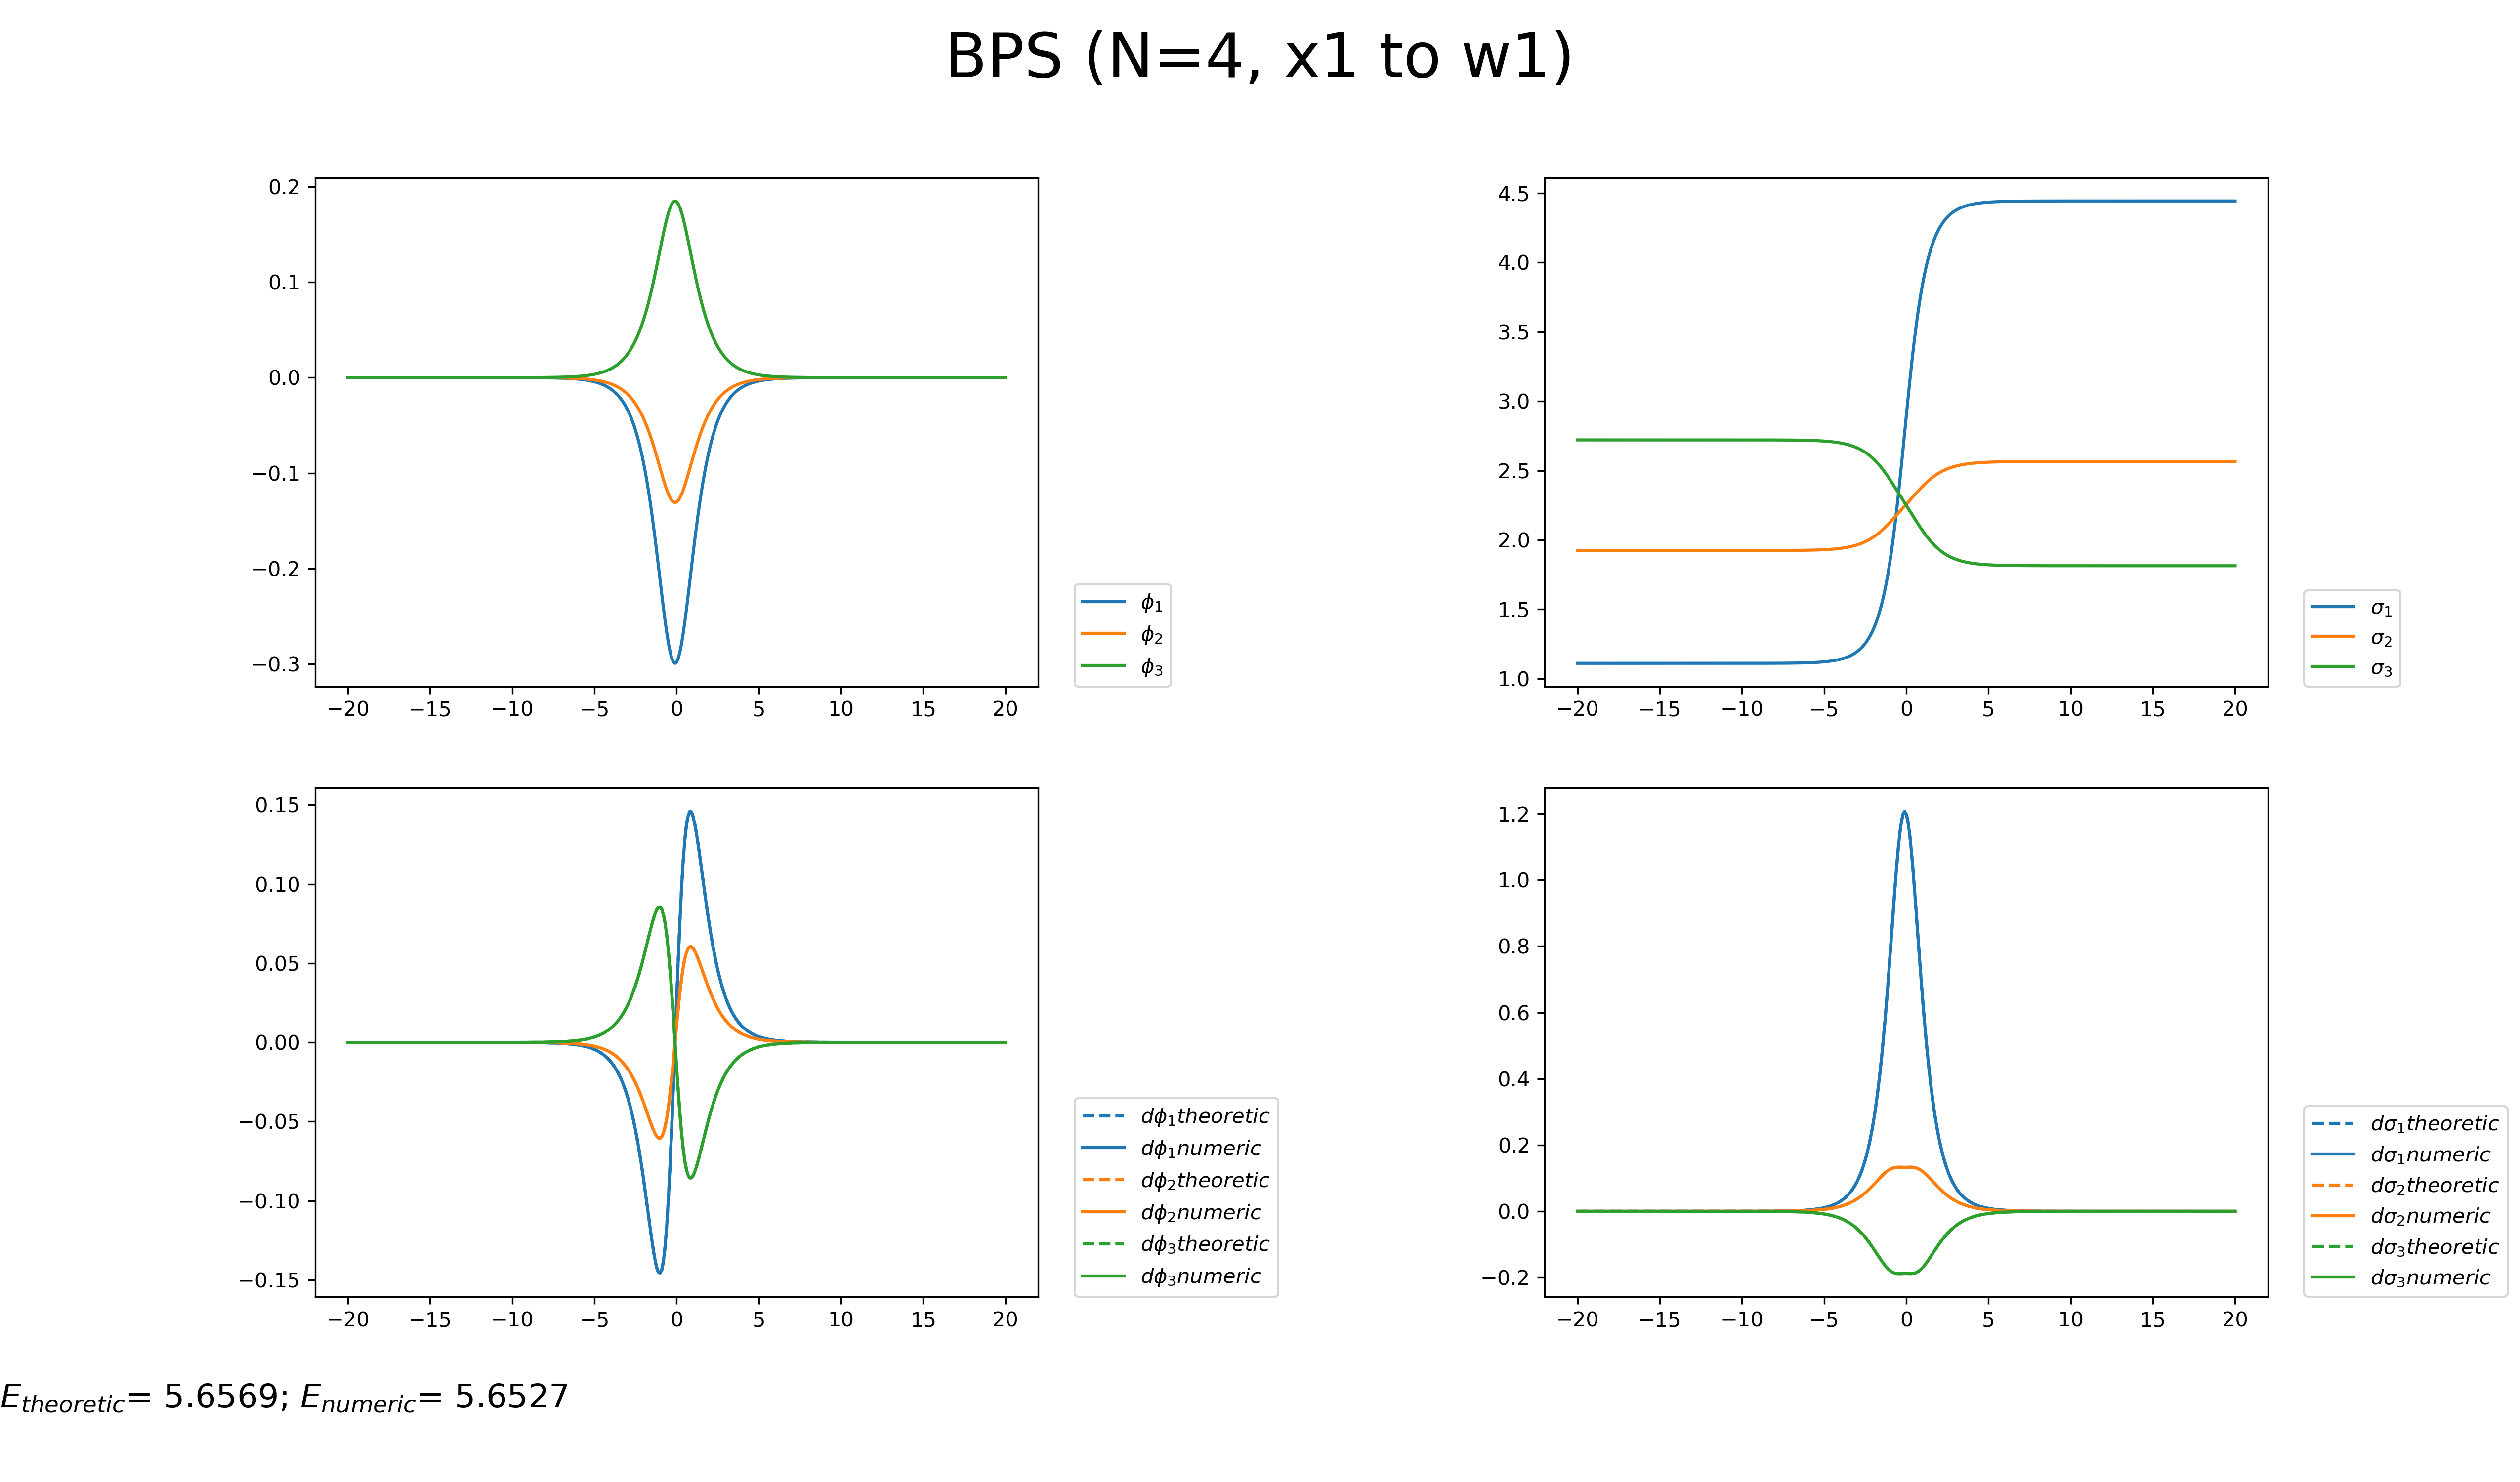 BPS (N=4, x1 to w1)
0.2
0.1
0.0
−0.1
−0.2
−0.3
−20 −15 −10 −5 0 5 10 15 20
ϕ1
ϕ2
ϕ3
4.5
4.0
3.5
3.0
2.5
2.0
1.5
1.0
−20 −15 −10 −5 0 5 10 15 20
σ1
σ2
σ3
0.15
0.10
0.05
0.00
−0.05
−0.10
−0.15
−20 −15 −10 −5 0 5 10 15 20
dϕ1theoretic
dϕ1numeric
dϕ2theoretic
dϕ2numeric
dϕ3theoretic
dϕ3numeric
1.2
1.0
0.8
0.6
0.4
0.2
0.0
−0.2
−20 −15 −10 −5 0 5 10 15 20
dσ1theoretic
dσ1numeric
dσ2theoretic
dσ2numeric
dσ3theoretic
dσ3numeric
Etheoretic= 5.6569; Enumeric= 5.6527